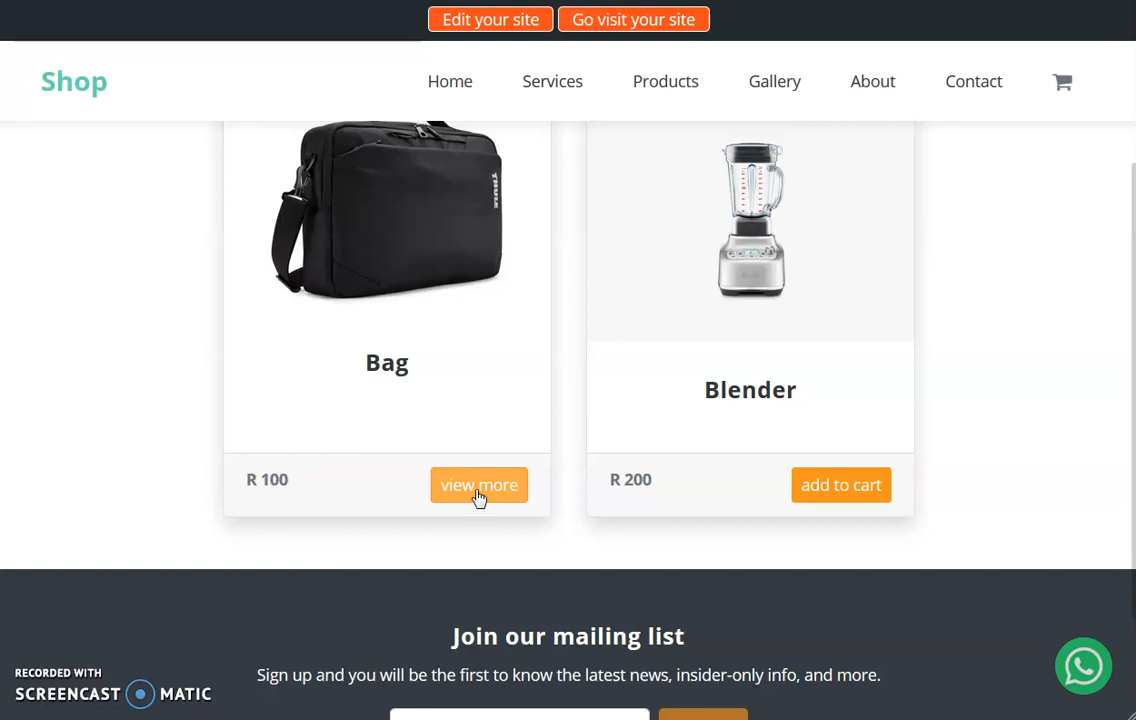 Edit your site Go visit your site
Shop Home Services Products Gallery About Contact
THULE
Bag
Blender
R 100 view more R 200 add to cart
Join our mailing list
Sign up and you will be the first to know the latest news, insider-only info, and more.
RECORDED WITH
SCREENCAST MATIC